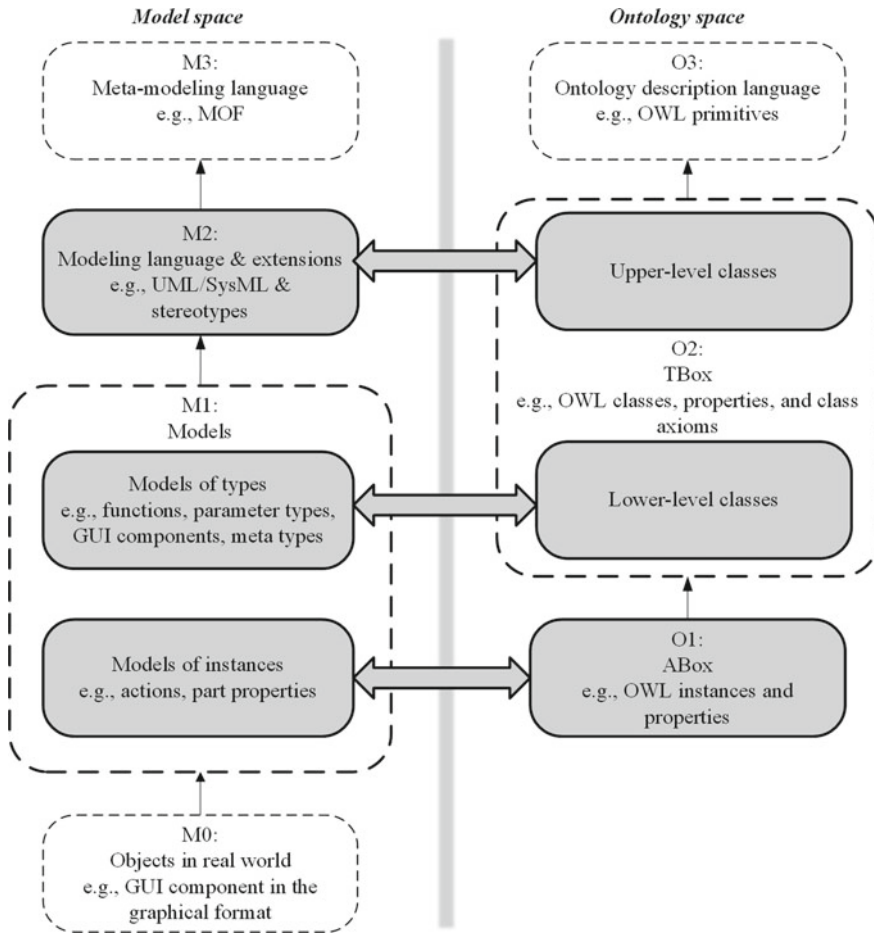 Model space
Ontology space
M3:
Meta-modeling language
e.g., MOF
O3:
Ontology description language
e.g., OWL primitives
M2:
Modeling language & extensions
e.g., UML/SysML &
stereotypes
Upper-level classes
O2:
TBox
e.g., OWL classes, properties, and class
axioms
M1:
Models
Models of types
e.g., functions, parameter types,
GUI components, meta types
Lower-level classes
Models of instances
e.g., actions, part properties
O1:
ABox
e.g., OWL instances and
properties
M0:
Objects in real world
e.g., GUI component in the
graphical format